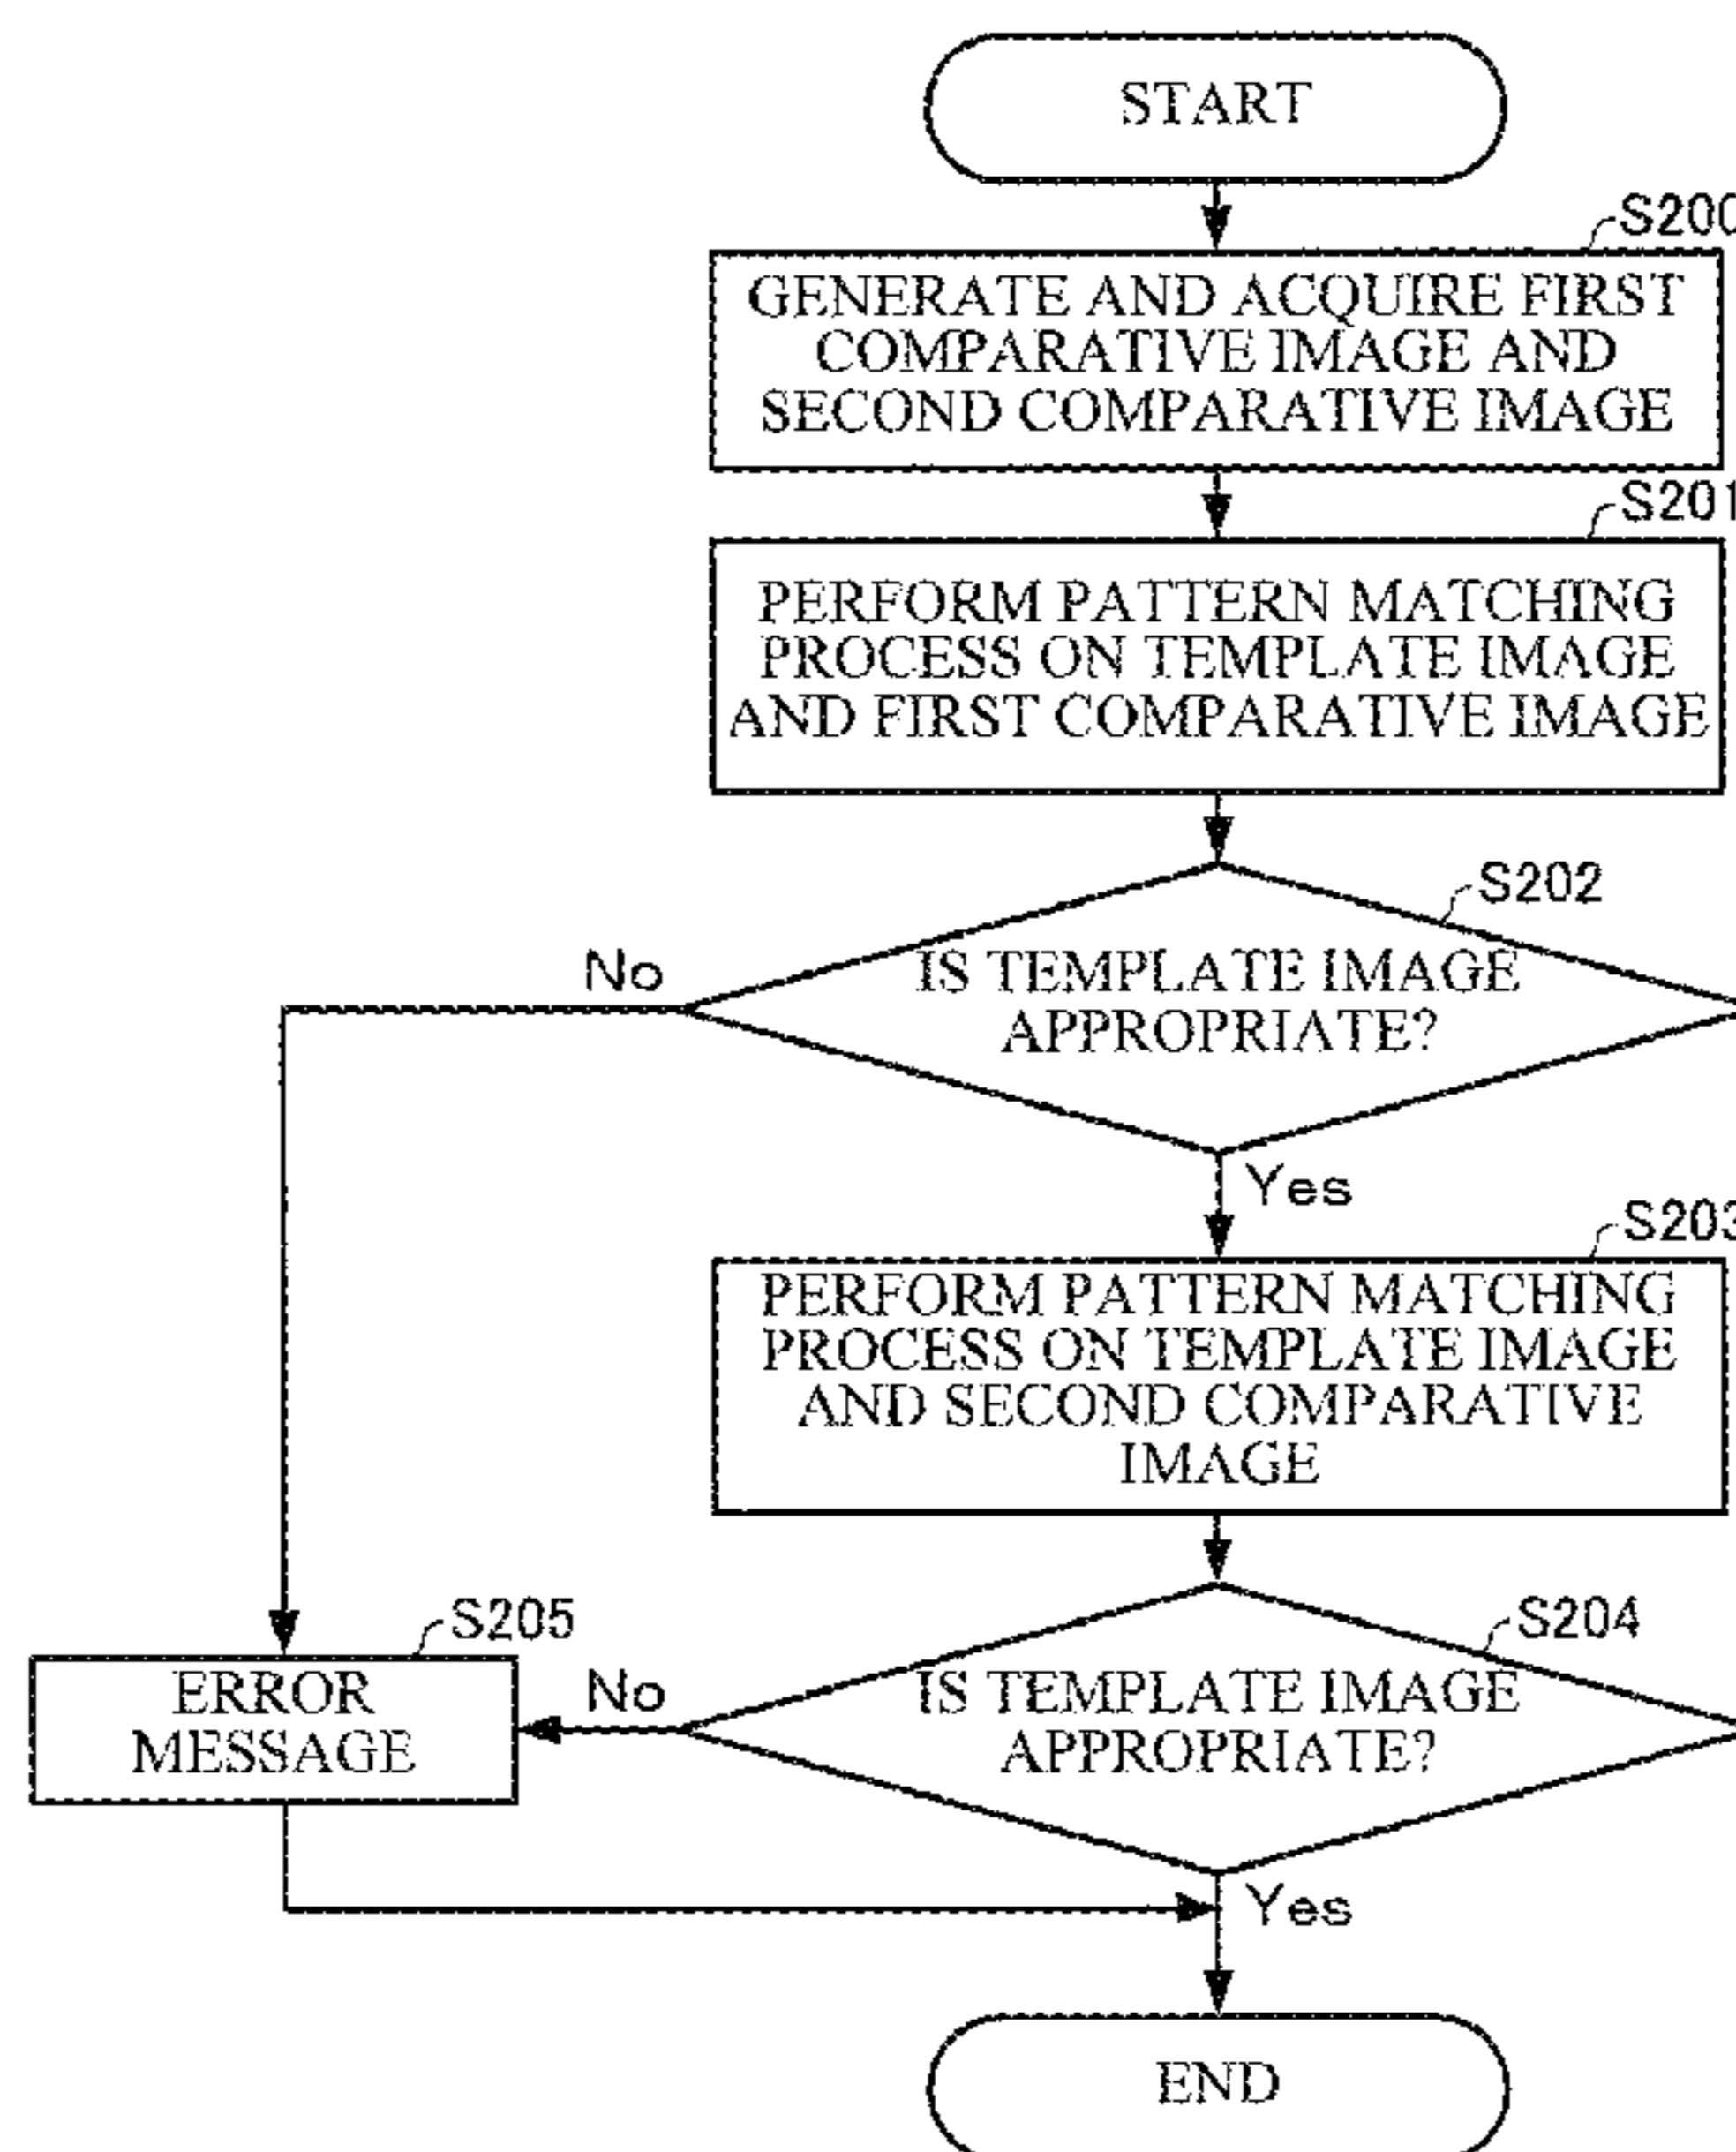 START
S200
GENERATE AND ACQUIRE FIRST
COMPARATIVE IMAGE AND
SECOND COMPARATIVE IMAGE
S201
PERFORM PATTERN MATCHING
PROCESS ON TEMPLATE IMAGE
AND FIRST COMPARATIVE IMAGE
S202
No
IS TEMPLATE IMAGE
APPROPRIATE?
Yes
S203
PERFORM PATTERN MATCHING
PROCESS ON TEMPLATE IMAGE
AND SECOND COMPARATIVE
IMAGE
S205
ERROR
MESSAGE
S204
No
IS TEMPLATE IMAGE
APPROPRIATE?
Yes
END